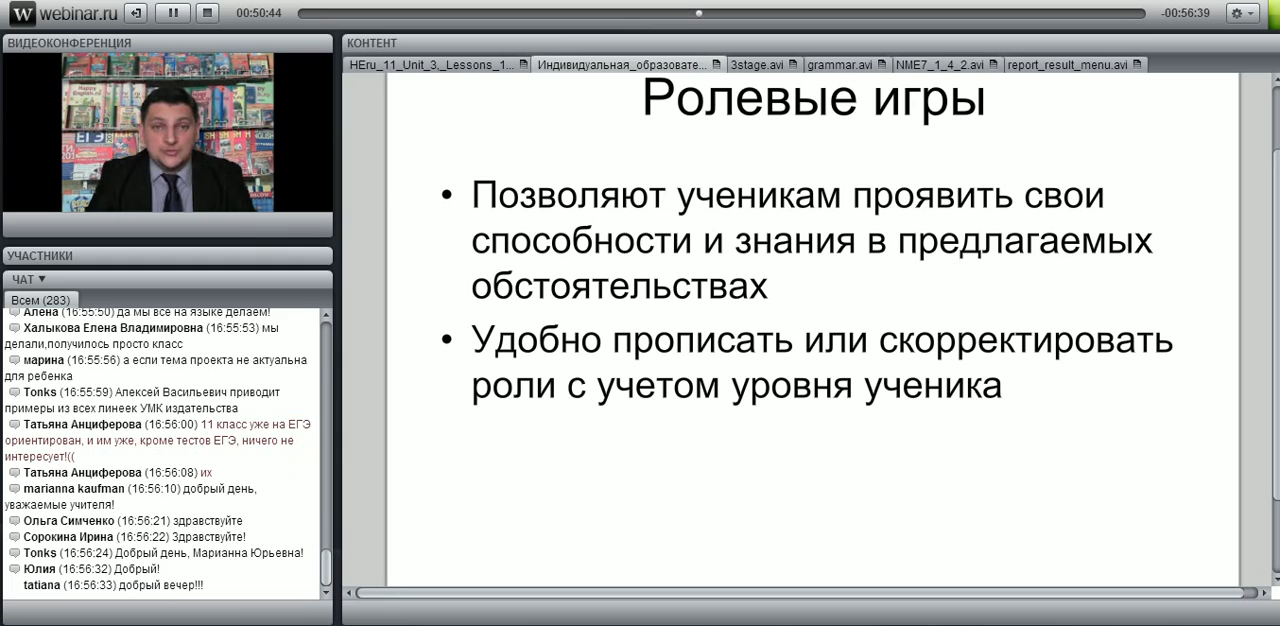 W webinar.ru
00:50:44
-00:56:39
ВИДЕОКОНФЕРЕНЦИЯ
КОНТЕНТ
HEru_11_Unit_3,_Lessons_1...
Индивидуальная_образовате...
3stage.avi
grammar.avi
NME7_1_4_2.avi
report_result_menu.avi
УЧАСТНИКИ
ЧАТ
Всем (283)
Алена (16:55:50) да мы все на языке делаем!
Халыкова Елена Владимировна (16:55:53) мы
делали,получилось просто класс
марина (16:55:56) а если тема проекта не актуальна
для ребенка
Tonks (16:55:59) Алексей Васильевич приводит
примеры из всех линеек УМК издательства
Татьяна Анциферова (16:56:00) 11 класс уже на ЕГЭ
ориентирован, и им уже, кроме тестов ЕГЭ, ничего не
интересует!((
Татьяна Анциферова (16:56:08) их
marianna kaufman (16:56:10) добрый день,
уважаемые учителя!
Ольга Симченко (16:56:21) здравствуйте
Сорокина Ирина (16:56:22) Здравствуйте!
Tonks (16:56:24) Добрый день, Марианна Юрьевна!
Юлия (16:56:32) Добрый!
tatiana (16:56:33) добрый вечер!!!
Ролевые игры
• Позволяют ученикам проявить свои
способности и знания в предлагаемых
обстоятельствах
• Удобно прописать или скорректировать
роли с учетом уровня ученика